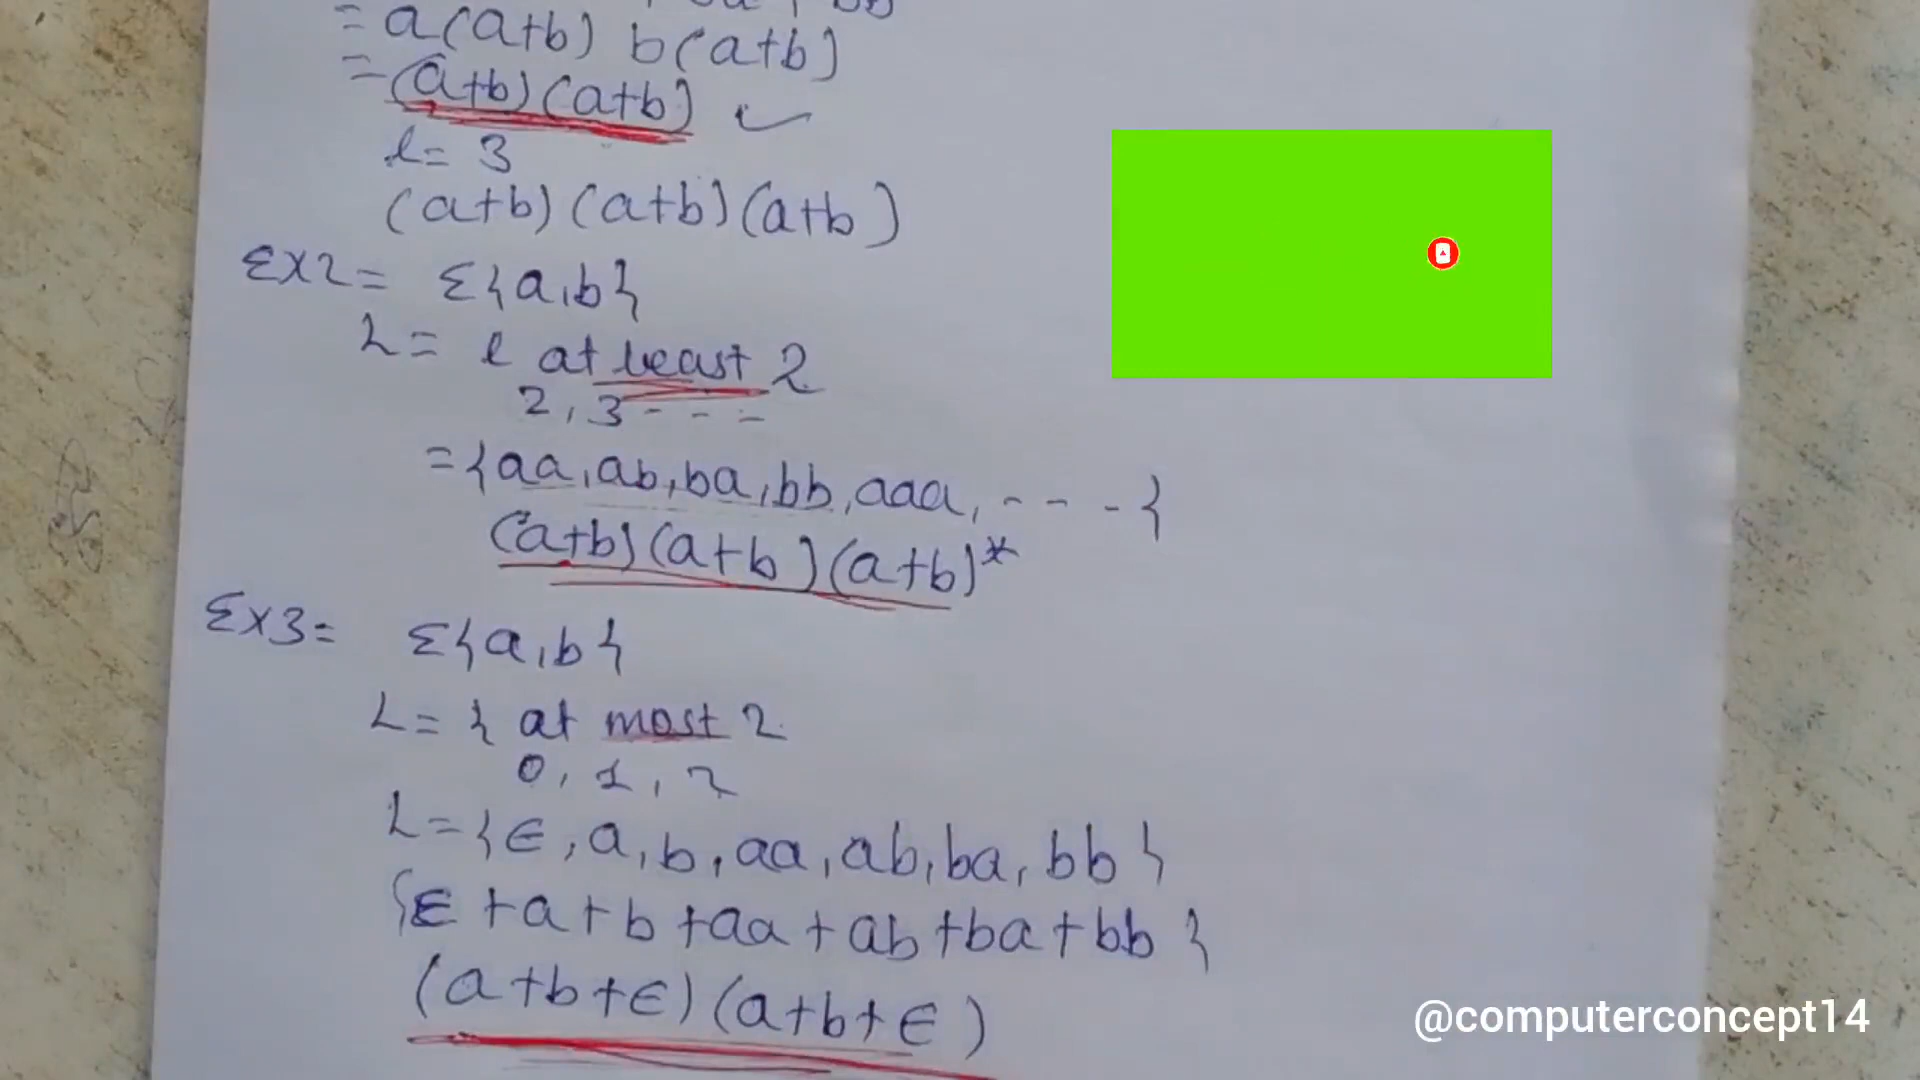 = a(a+b) b(a+b)
= (a+b)(a+b)
l= 3
(a+b)(a+b)(a+b)
Ex2= Σ{a,b}
L= l at least 2
2,3---
={aa,ab,ba,bb,aaa,----}
(a+b)(a+b)(a+b)*
Ex3= Σ{a,b}
L={ at most 2
0,1,2
L={ϵ,a,b,aa,ab,ba,bb}
{ϵ+a+b+aa+ab+ba+bb}
(a+b+ϵ)(a+b+ϵ)
@computerconcept14